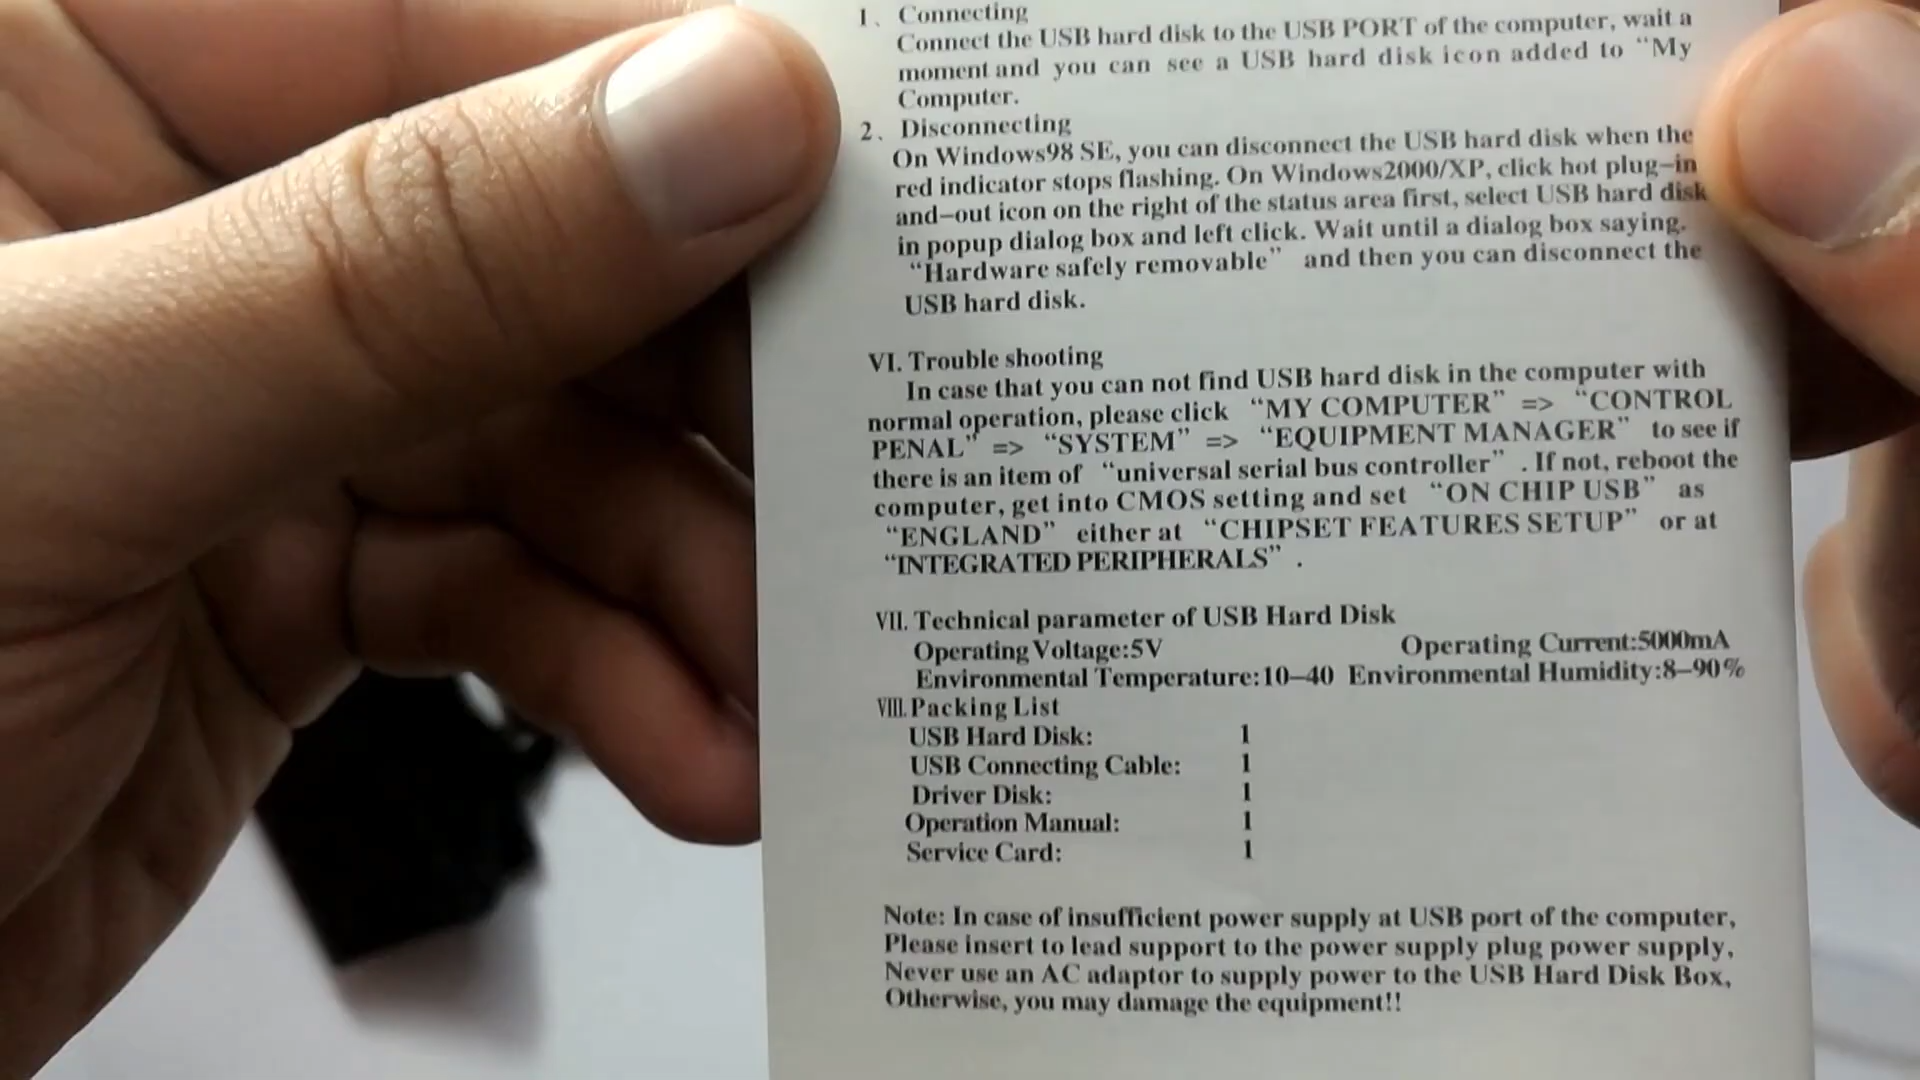 1、Connecting
Connect the USB hard disk to the USB PORT of the computer, wait a
moment and you can see a USB hard disk icon added to “My
Computer.
2、Disconnecting
On Windows98 SE, you can disconnect the USB hard disk when the
red indicator stops flashing. On Windows2000/XP, click hot plug-in
and-out icon on the right of the status area first, select USB hard disk
in popup dialog box and left click. Wait until a dialog box saying.
“Hardware safely removable” and then you can disconnect the
USB hard disk.
VI. Trouble shooting
In case that you can not find USB hard disk in the computer with
normal operation, please click “MY COMPUTER” => “CONTROL
PENAL” => “SYSTEM” => “EQUIPMENT MANAGER” to see if
there is an item of “universal serial bus controller” . If not, reboot the
computer, get into CMOS setting and set “ON CHIP USB” as
“ENGLAND” either at “CHIPSET FEATURES SETUP” or at
“INTEGRATED PERIPHERALS” .
VII. Technical parameter of USB Hard Disk
Operating Voltage:5V Operating Current:5000mA
Environmental Temperature:10-40 Environmental Humidity:8-90%
VIII. Packing List
USB Hard Disk: 1
USB Connecting Cable: 1
Driver Disk: 1
Operation Manual: 1
Service Card: 1
Note: In case of insufficient power supply at USB port of the computer,
Please insert to lead support to the power supply plug power supply,
Never use an AC adaptor to supply power to the USB Hard Disk Box,
Otherwise, you may damage the equipment!!